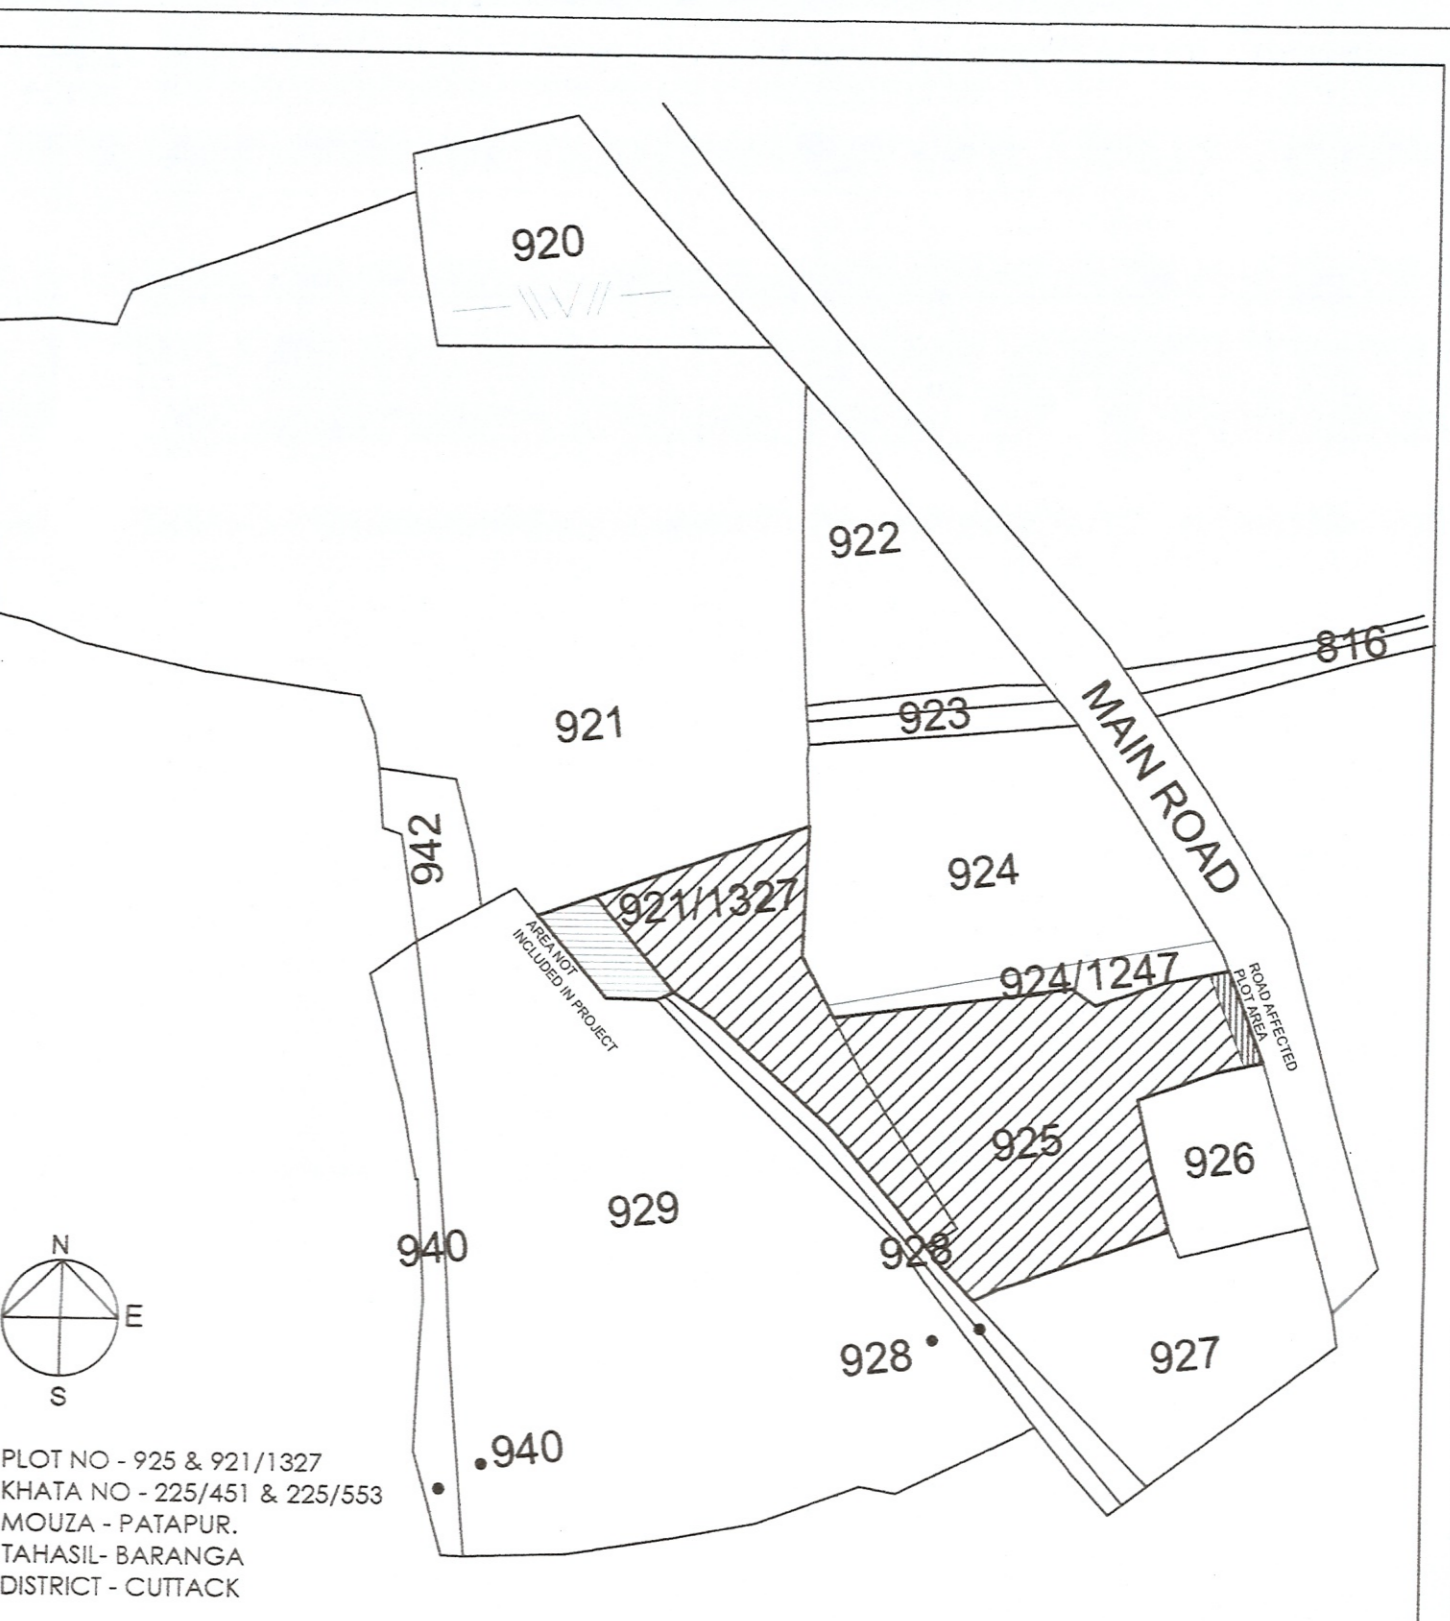 920
922
816
923
MAIN ROAD
921
942
924
921/1327
AREA NOT
INCLUDED IN PROJECT
924/1247
ROAD AFFECTED
PLOT AREA
925
926
929
940
928
N
E
S
928
927
940
PLOT NO - 925 & 921/1327
KHATA NO - 225/451 & 225/553
MOUZA - PATAPUR.
TAHASIL- BARANGA
DISTRICT - CUTTACK